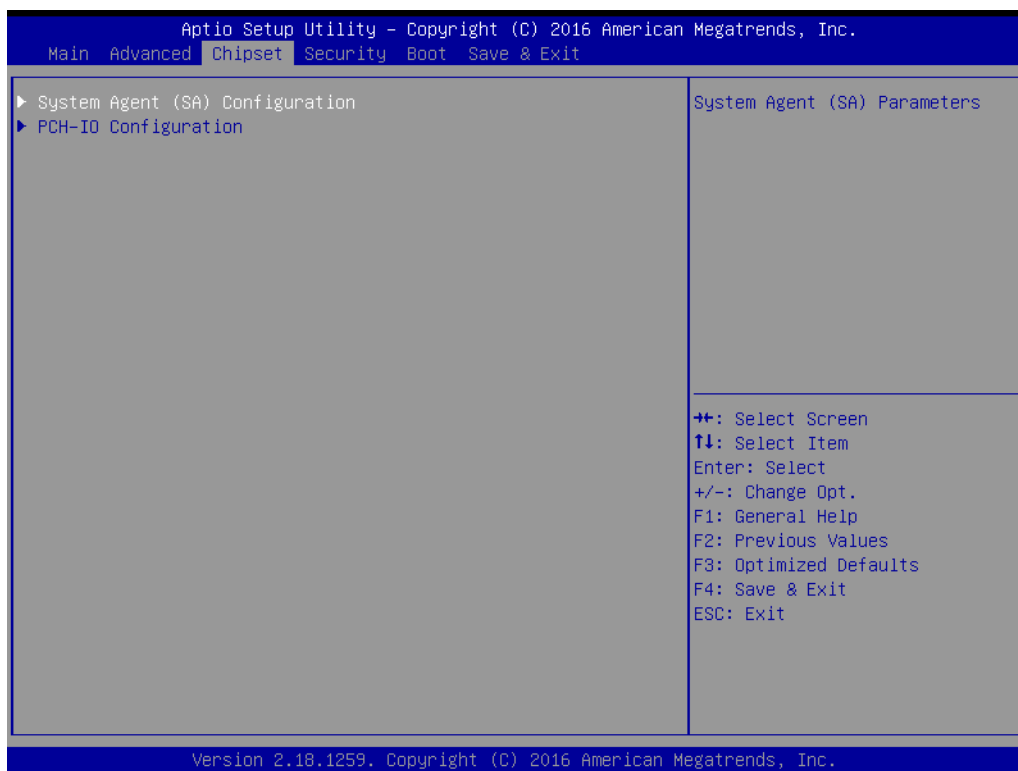 Aptio Setup Utility – Copyright (C) 2016 American Megatrends, Inc.
Main Advanced Chipset Security Boot Save & Exit
▶ System Agent (SA) Configuration
▶ PCH-IO Configuration
System Agent (SA) Parameters
→←: Select Screen
↑↓: Select Item
Enter: Select
+/-: Change Opt.
F1: General Help
F2: Previous Values
F3: Optimized Defaults
F4: Save & Exit
ESC: Exit
Version 2.18.1259. Copyright (C) 2016 American Megatrends, Inc.